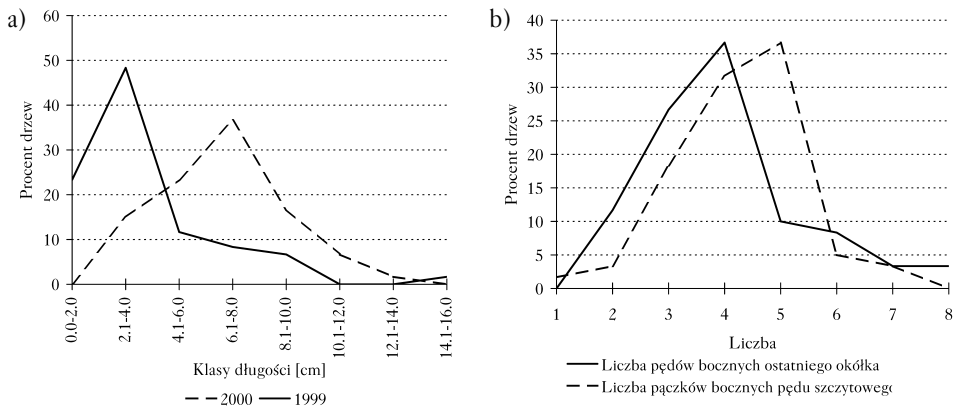 a)
60
50
40
30
20
10
0
Procent drzew
0.0-2.0
2.1-4.0
4.1-6.0
6.1-8.0
8.1-10.0
10.1-12.0
12.1-14.0
14.1-16.0
Klasy długości [cm]
2000 1999
b)
40
35
30
25
20
15
10
5
0
Procent drzew
1 2 3 4 5 6 7 8
Liczba
Liczba pędów bocznych ostatniego okółka
Liczba pączków bocznych pędu szczytowego